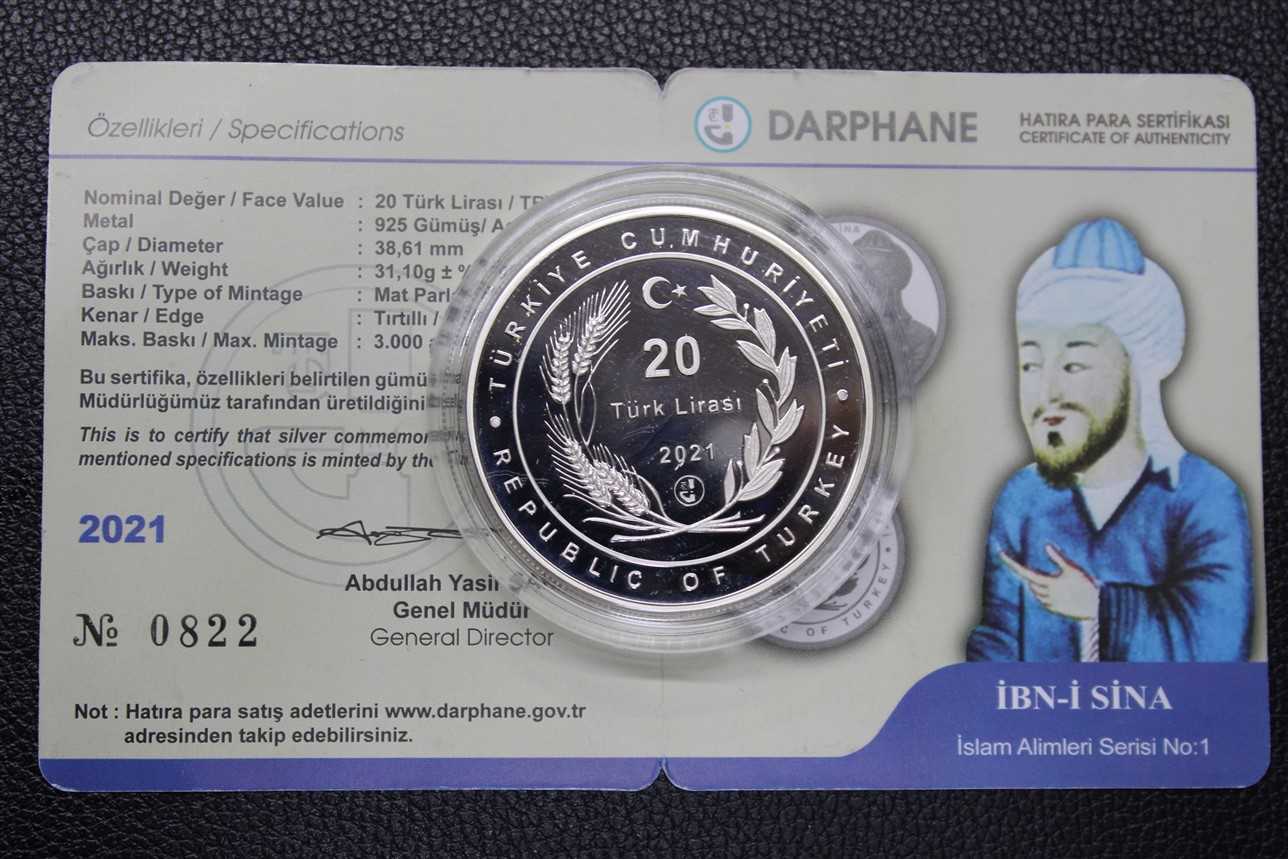 Özellikleri / Specifications
Nominal Değer / Face Value : 20 Türk Lirası /
Metal : 925 Gümüş/
Çap / Diameter : 38,61 mm
Ağırlık / Weight : 31,10g ±
Baskı / Type of Mintage : Mat
Kenar / Edge : Tırtıllı /
Maks. Baskı / Max. Mintage : 3.000
Bu sertifika, özellikleri belirtilen
Müdürlüğümüz tarafından üretildiğini
This is to certify that silver
mentioned specifications is minted by
2021
Abdullah Yasir
Genel Müdür
General Director
№ 0822
Not : Hatıra para satış adetlerini www.darphane.gov.tr
adresinden takip edebilirsiniz.
DARPHANE
HATIRA PARA SERTİFİKASI
CERTIFICATE OF AUTHENTICITY
TÜRKİYE CUMHURİYETİ
20
Türk Lirası
2021
REPUBLIC OF TURKEY
OF TURKEY
İBN-İ SİNA
İslam Alimleri Serisi No:1